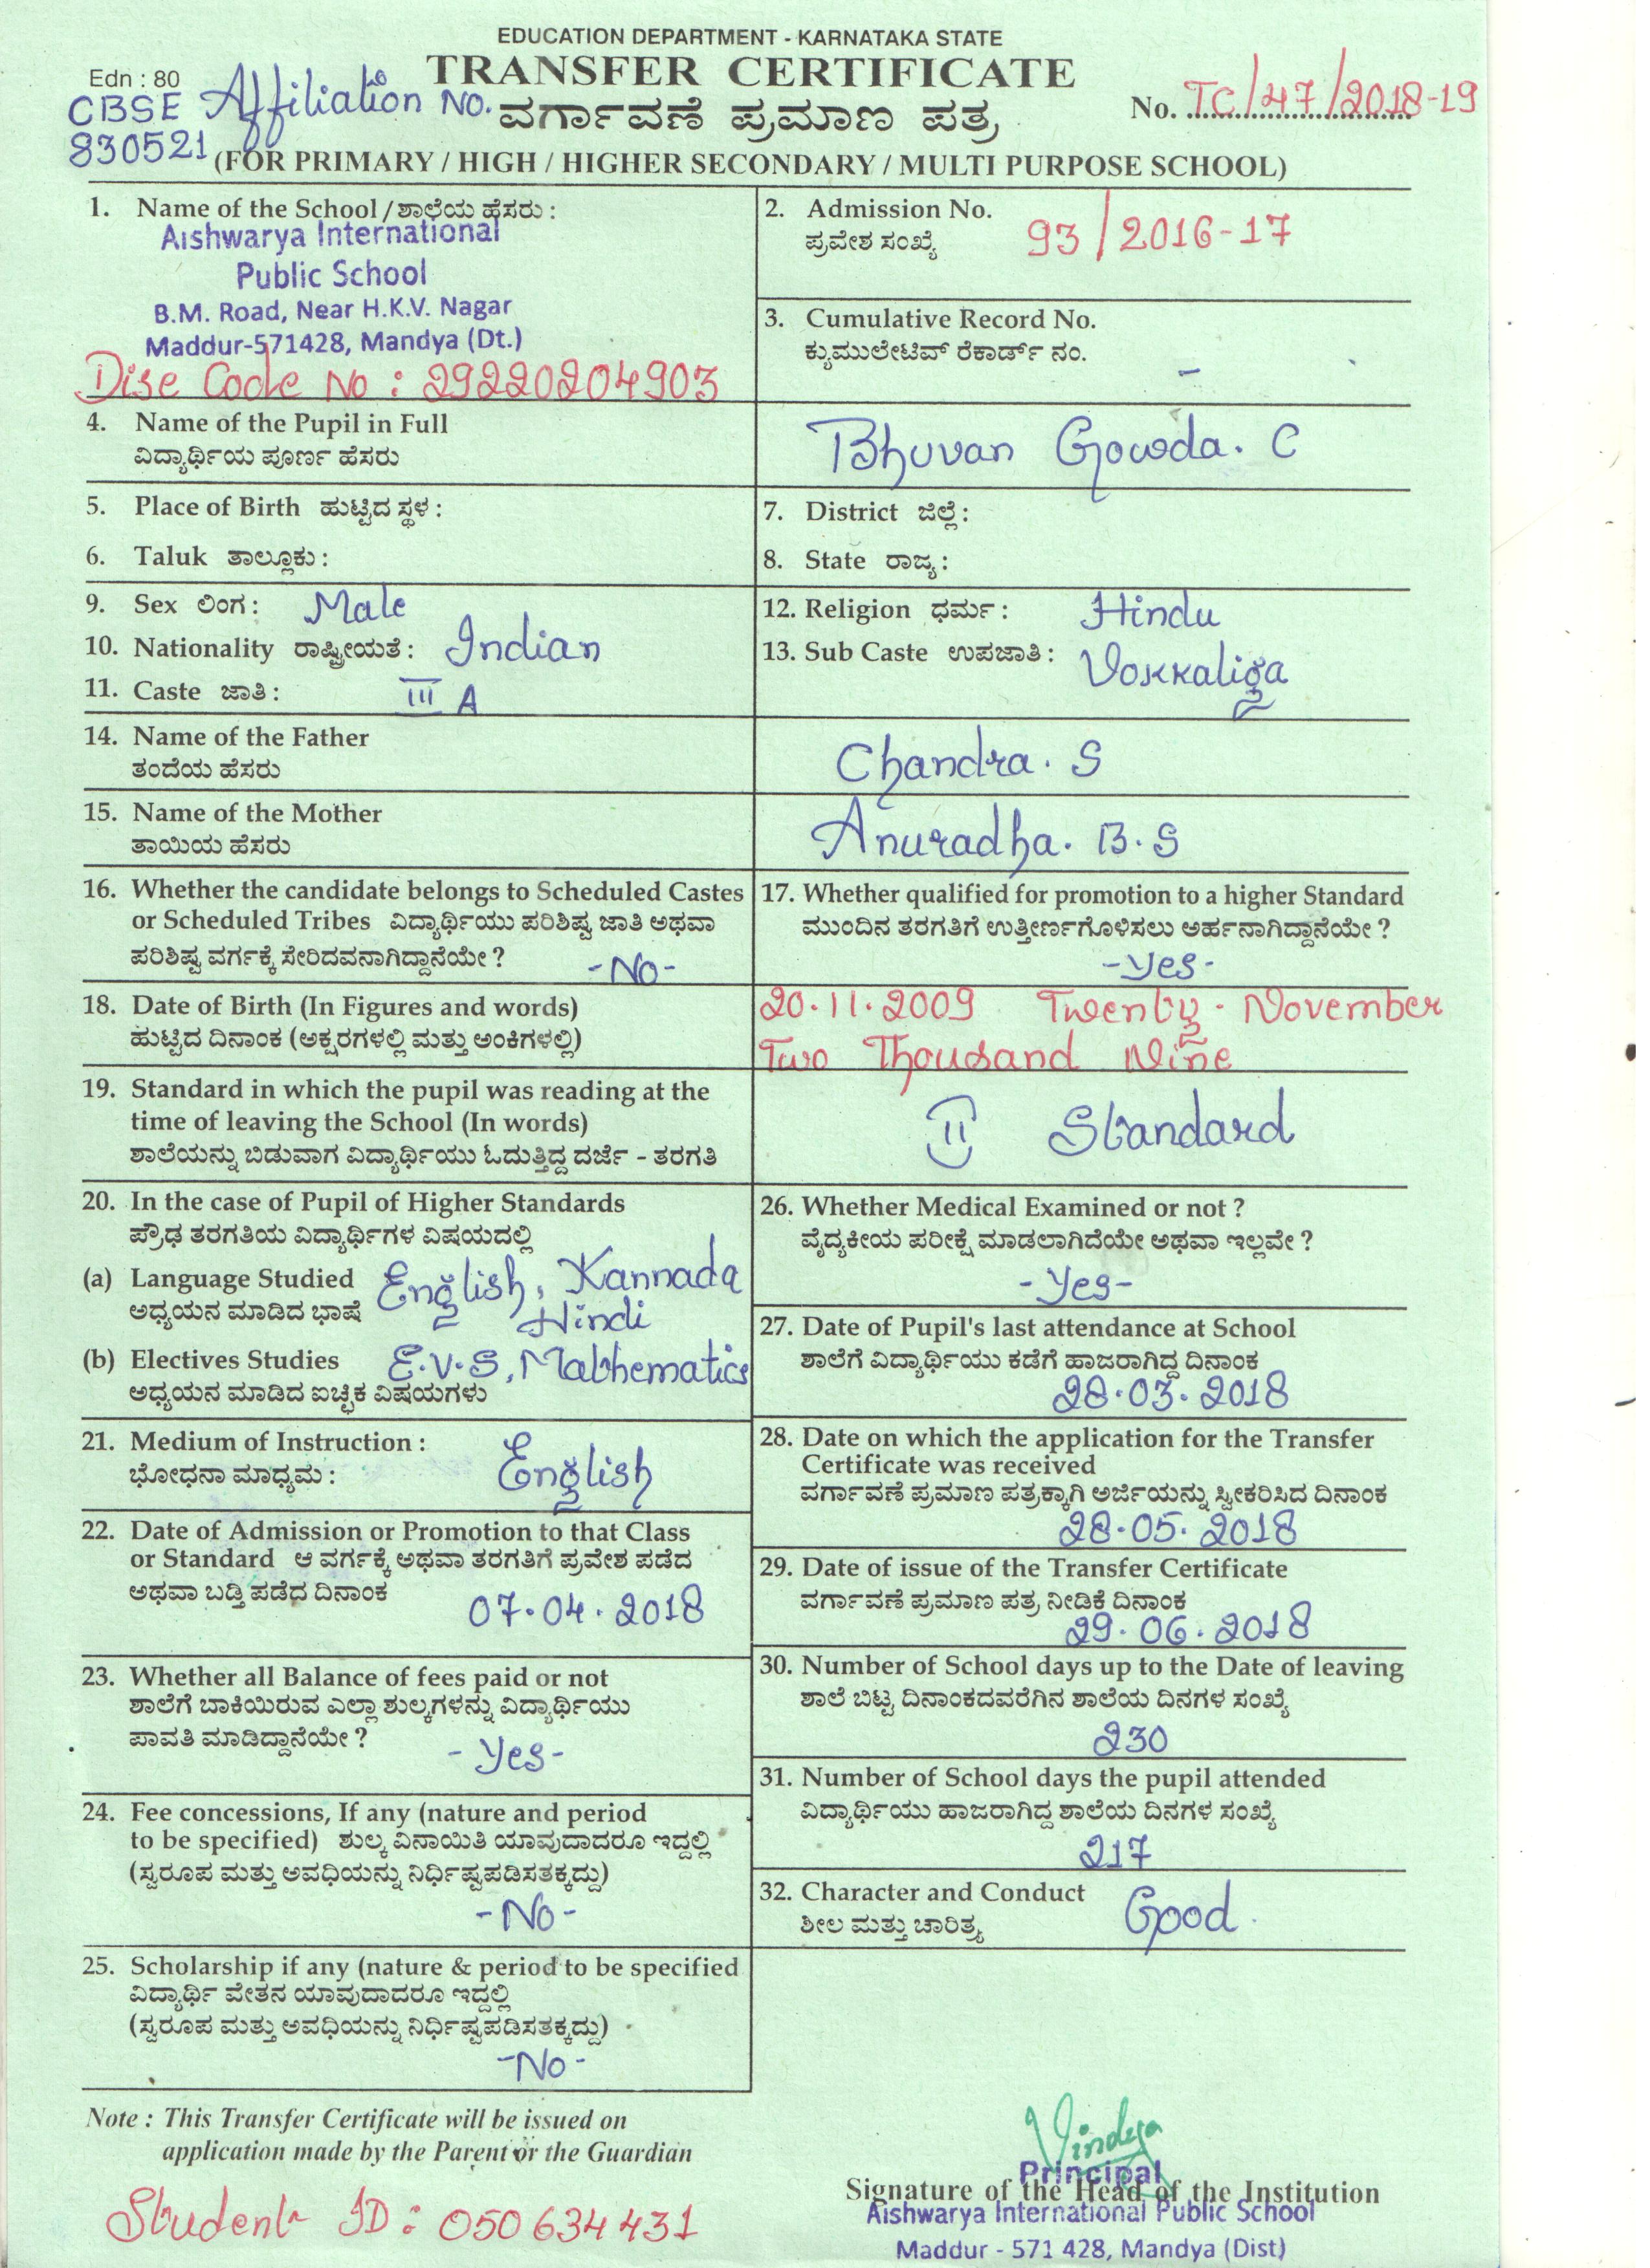 EDUCATION DEPARTMENT - KARNATAKA STATE
Edn : 80
TRANSFER CERTIFICATE
CBSE Affiliation NO.
830521
ವರ್ಗಾವಣೆ ಪ್ರಮಾಣ ಪತ್ರ
No. TC/47/2018-19
(FOR PRIMARY / HIGH / HIGHER SECONDARY / MULTI PURPOSE SCHOOL)
1. Name of the School / ಶಾಲೆಯ ಹೆಸರು :
Aishwarya International
Public School
B.M. Road, Near H.K.V. Nagar
Maddur-571428, Mandya (Dt.)
Dise Code No : 29220204903
2. Admission No.
ಪ್ರವೇಶ ಸಂಖ್ಯೆ 93/2016-17
3. Cumulative Record No.
ಕ್ಯುಮುಲೇಟಿವ್ ರೆಕಾರ್ಡ್ ನಂ. -
4. Name of the Pupil in Full
ವಿದ್ಯಾರ್ಥಿಯ ಪೂರ್ಣ ಹೆಸರು
Bhuvan Gowda. C
5. Place of Birth ಹುಟ್ಟಿದ ಸ್ಥಳ :
6. Taluk ತಾಲ್ಲೂಕು :
7. District ಜಿಲ್ಲೆ :
8. State ರಾಜ್ಯ :
9. Sex ಲಿಂಗ : Male
10. Nationality ರಾಷ್ಟ್ರೀಯತೆ : Indian
11. Caste ಜಾತಿ : III A
12. Religion ಧರ್ಮ : Hindu
13. Sub Caste ಉಪಜಾತಿ : Vokkaliga
14. Name of the Father
ತಂದೆಯ ಹೆಸರು
Chandra. S
15. Name of the Mother
ತಾಯಿಯ ಹೆಸರು
Anuradha. B. S
16. Whether the candidate belongs to Scheduled Castes
or Scheduled Tribes ವಿದ್ಯಾರ್ಥಿಯು ಪರಿಶಿಷ್ಟ ಜಾತಿ ಅಥವಾ
ಪರಿಶಿಷ್ಟ ವರ್ಗಕ್ಕೆ ಸೇರಿದವನಾಗಿದ್ದಾನೆಯೇ ? -No-
17. Whether qualified for promotion to a higher Standard
ಮುಂದಿನ ತರಗತಿಗೆ ಉತ್ತೀರ್ಣಗೊಳಿಸಲು ಅರ್ಹನಾಗಿದ್ದಾನೆಯೇ ?
-Yes-
18. Date of Birth (In Figures and words)
ಹುಟ್ಟಿದ ದಿನಾಂಕ (ಅಕ್ಷರಗಳಲ್ಲಿ ಮತ್ತು ಅಂಕಿಗಳಲ್ಲಿ)
20.11.2009 Twenty - November
Two Thousand Nine
19. Standard in which the pupil was reading at the
time of leaving the School (In words)
ಶಾಲೆಯನ್ನು ಬಿಡುವಾಗ ವಿದ್ಯಾರ್ಥಿಯು ಓದುತ್ತಿದ್ದ ದರ್ಜೆ - ತರಗತಿ
II Standard
20. In the case of Pupil of Higher Standards
ಪ್ರೌಢ ತರಗತಿಯ ವಿದ್ಯಾರ್ಥಿಗಳ ವಿಷಯದಲ್ಲಿ
(a) Language Studied English, Kannada
ಅಧ್ಯಯನ ಮಾಡಿದ ಭಾಷೆ Hindi
(b) Electives Studies E.V.S, Mathematics
ಅಧ್ಯಯನ ಮಾಡಿದ ಐಚ್ಛಿಕ ವಿಷಯಗಳು
21. Medium of Instruction : English
ಭೋಧನಾ ಮಾಧ್ಯಮ :
22. Date of Admission or Promotion to that Class
or Standard ಆ ವರ್ಗಕ್ಕೆ ಅಥವಾ ತರಗತಿಗೆ ಪ್ರವೇಶ ಪಡೆದ
ಅಥವಾ ಬಡ್ತಿ ಪಡೆದ ದಿನಾಂಕ 07.04.2018
23. Whether all Balance of fees paid or not
ಶಾಲೆಗೆ ಬಾಕಿಯಿರುವ ಎಲ್ಲಾ ಶುಲ್ಕಗಳನ್ನು ವಿದ್ಯಾರ್ಥಿಯು
ಪಾವತಿ ಮಾಡಿದ್ದಾನೆಯೇ ? -Yes-
24. Fee concessions, If any (nature and period
to be specified) ಶುಲ್ಕ ವಿನಾಯಿತಿ ಯಾವುದಾದರೂ ಇದ್ದಲ್ಲಿ
(ಸ್ವರೂಪ ಮತ್ತು ಅವಧಿಯನ್ನು ನಿರ್ಧಿಷ್ಟಪಡಿಸತಕ್ಕದ್ದು)
-No-
25. Scholarship if any (nature & period to be specified
ವಿದ್ಯಾರ್ಥಿ ವೇತನ ಯಾವುದಾದರೂ ಇದ್ದಲ್ಲಿ
(ಸ್ವರೂಪ ಮತ್ತು ಅವಧಿಯನ್ನು ನಿರ್ಧಿಷ್ಟಪಡಿಸತಕ್ಕದ್ದು)
-No-
26. Whether Medical Examined or not ?
ವೈದ್ಯಕೀಯ ಪರೀಕ್ಷೆ ಮಾಡಲಾಗಿದೆಯೇ ಅಥವಾ ಇಲ್ಲವೇ ?
-Yes-
27. Date of Pupil's last attendance at School
ಶಾಲೆಗೆ ವಿದ್ಯಾರ್ಥಿಯು ಕಡೆಗೆ ಹಾಜರಾಗಿದ್ದ ದಿನಾಂಕ
28.03.2018
28. Date on which the application for the Transfer
Certificate was received
ವರ್ಗಾವಣೆ ಪ್ರಮಾಣ ಪತ್ರಕ್ಕಾಗಿ ಅರ್ಜಿಯನ್ನು ಸ್ವೀಕರಿಸಿದ ದಿನಾಂಕ
28.05.2018
29. Date of issue of the Transfer Certificate
ವರ್ಗಾವಣೆ ಪ್ರಮಾಣ ಪತ್ರ ನೀಡಿಕೆ ದಿನಾಂಕ
29.06.2018
30. Number of School days up to the Date of leaving
ಶಾಲೆ ಬಿಟ್ಟ ದಿನಾಂಕದವರೆಗಿನ ಶಾಲೆಯ ದಿನಗಳ ಸಂಖ್ಯೆ
230
31. Number of School days the pupil attended
ವಿದ್ಯಾರ್ಥಿಯು ಹಾಜರಾಗಿದ್ದ ಶಾಲೆಯ ದಿನಗಳ ಸಂಖ್ಯೆ
217
32. Character and Conduct Good
ಶೀಲ ಮತ್ತು ಚಾರಿತ್ರ್ಯ
Note : This Transfer Certificate will be issued on
application made by the Parent or the Guardian
Student ID : 050634431
Vindya
Principal
Signature of the Head of the Institution
Aishwarya International Public School
Maddur - 571 428, Mandya (Dist)